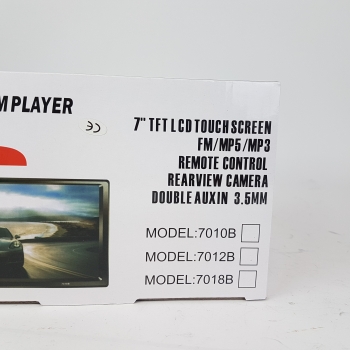 M PLAYER
CE
7" TFT LCD TOUCH SCREEN
FM/MP5/MP3
REMOTE CONTROL
REARVIEW CAMERA
DOUBLE AUXIN 3.5MM
MODEL:7010B
MODEL:7012B
MODEL:7018B